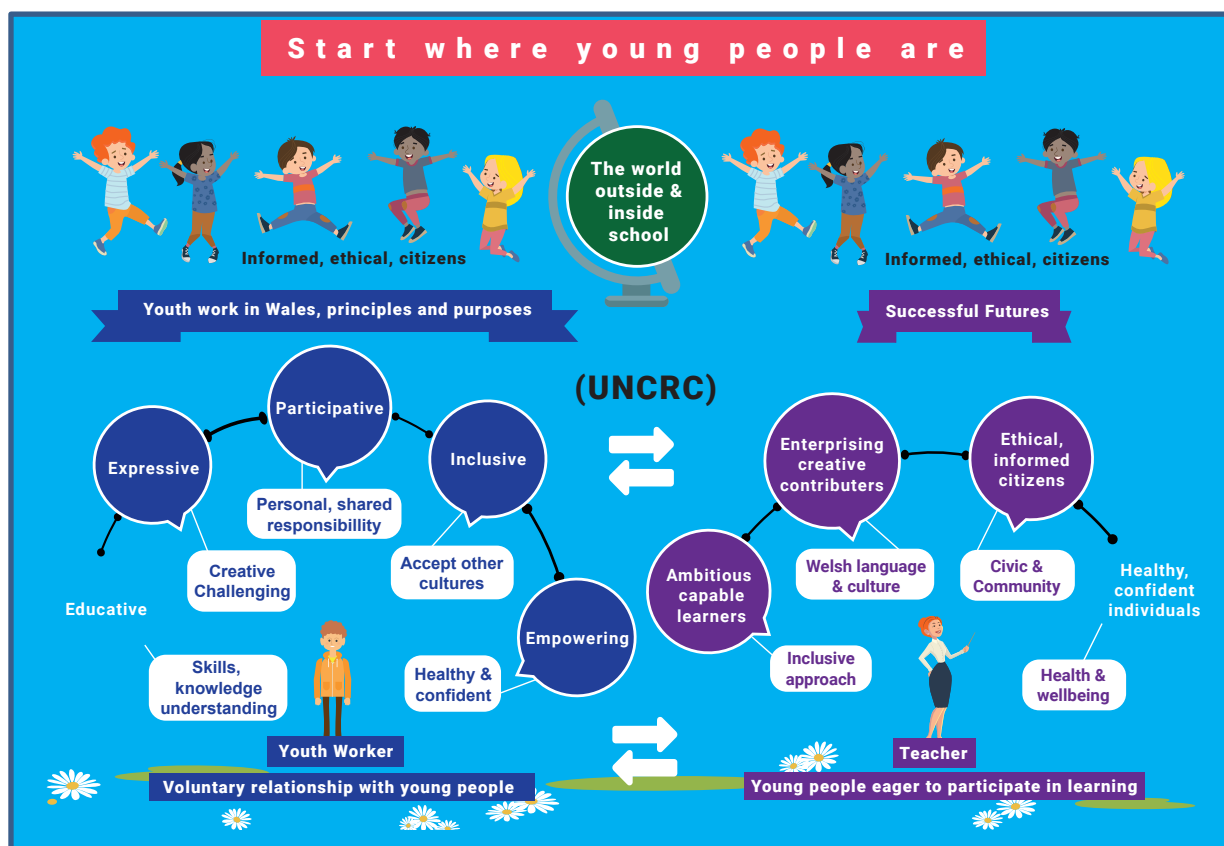 Start where young people are
The world
outside &
inside
school
Informed, ethical, citizens
Informed, ethical, citizens
Youth work in Wales, principles and purposes
Successful Futures
(UNCRC)
Educative
Skills,
knowledge
understanding
Expressive
Creative
Challenging
Participative
Personal, shared
responsibillity
Inclusive
Accept other
cultures
Empowering
Healthy &
confident
Ambitious
capable
learners
Inclusive
approach
Enterprising
creative
contributers
Welsh language
& culture
Ethical,
informed
citizens
Civic &
Community
Healthy,
confident
individuals
Health &
wellbeing
Youth Worker
Voluntary relationship with young people
Teacher
Young people eager to participate in learning